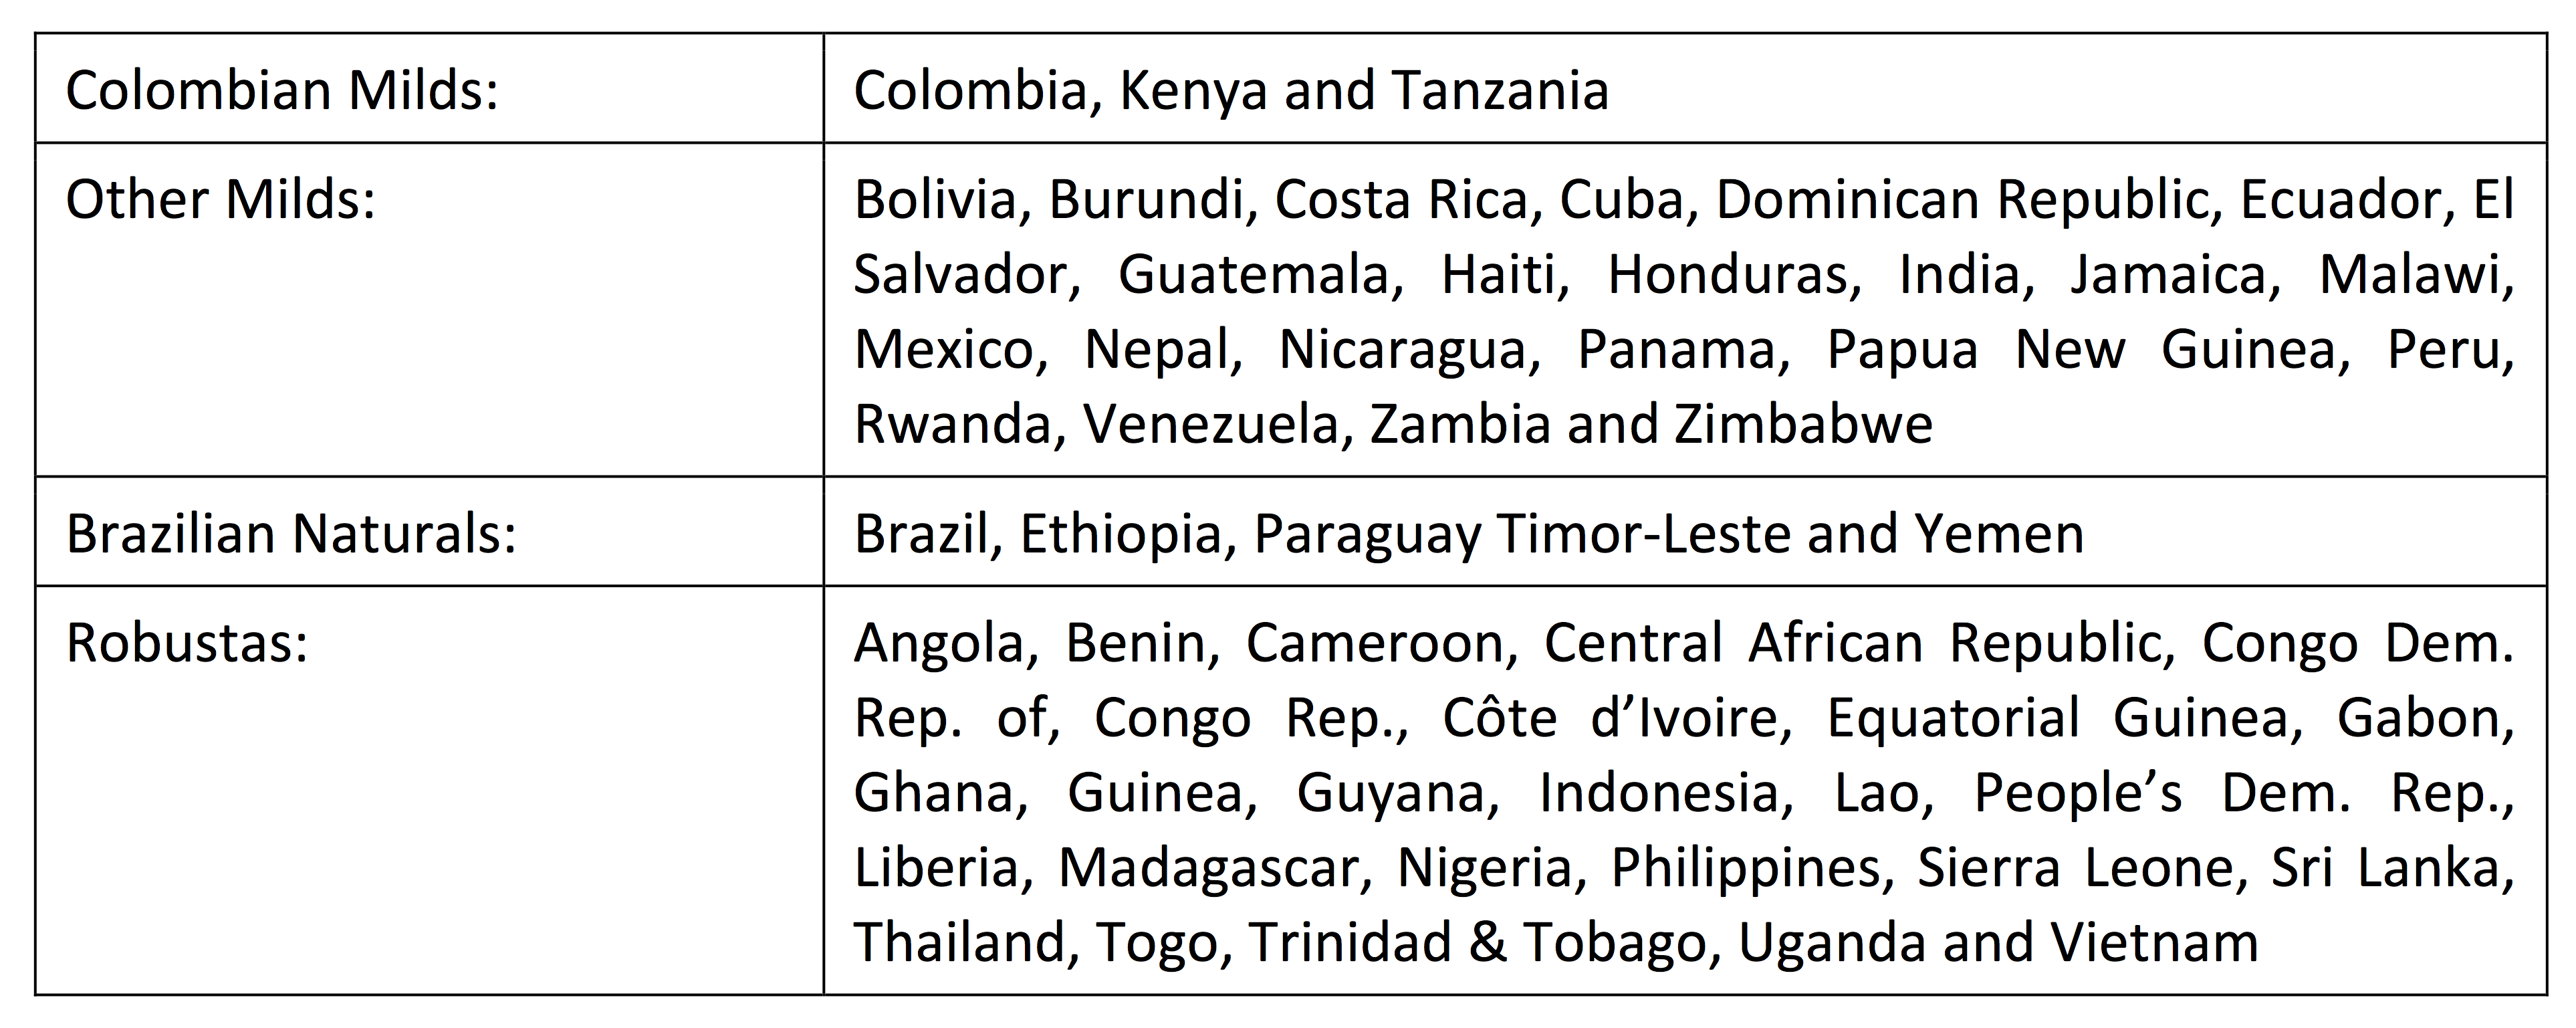 Colombian Milds:
Colombia, Kenya and Tanzania
Other Milds:
Bolivia, Burundi, Costa Rica, Cuba, Dominican Republic, Ecuador, El
Salvador, Guatemala, Haiti, Honduras, India, Jamaica, Malawi,
Mexico, Nepal, Nicaragua, Panama, Papua New Guinea, Peru,
Rwanda, Venezuela, Zambia and Zimbabwe
Brazilian Naturals:
Brazil, Ethiopia, Paraguay Timor-Leste and Yemen
Robustas:
Angola, Benin, Cameroon, Central African Republic, Congo Dem.
Rep. of, Congo Rep., Côte d’Ivoire, Equatorial Guinea, Gabon,
Ghana, Guinea, Guyana, Indonesia, Lao, People’s Dem. Rep.,
Liberia, Madagascar, Nigeria, Philippines, Sierra Leone, Sri Lanka,
Thailand, Togo, Trinidad & Tobago, Uganda and Vietnam